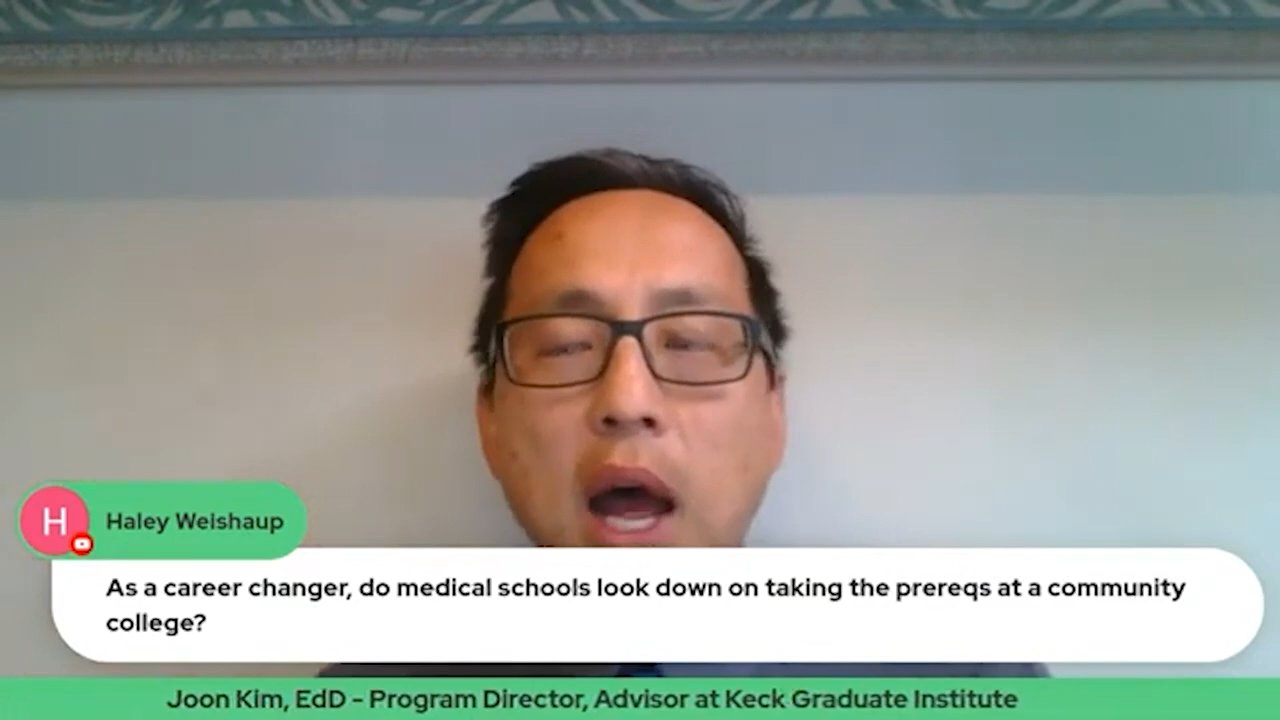 H
Haley Weishaup
As a career changer, do medical schools look down on taking the prereqs at a community
college?
Joon Kim, EdD - Program Director, Advisor at Keck Graduate Institute